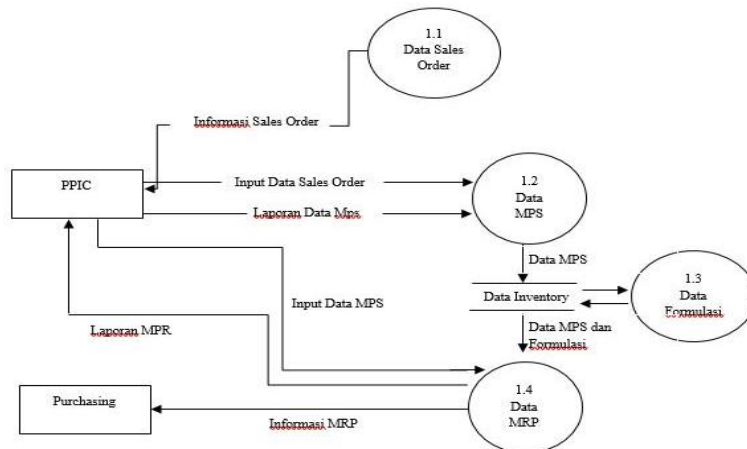 1.1
Data Sales
Order
Informasi Sales Order
PPIC
Input Data Sales Order
Laporan Data Mps
1.2
Data
MPS
Data MPS
1.3
Data
Formulasi
Data Inventory
Input Data MPS
Data MPS dan
Formulasi
Laporan MPR
1.4
Data
MRP
Purchasing
Informasi MRP